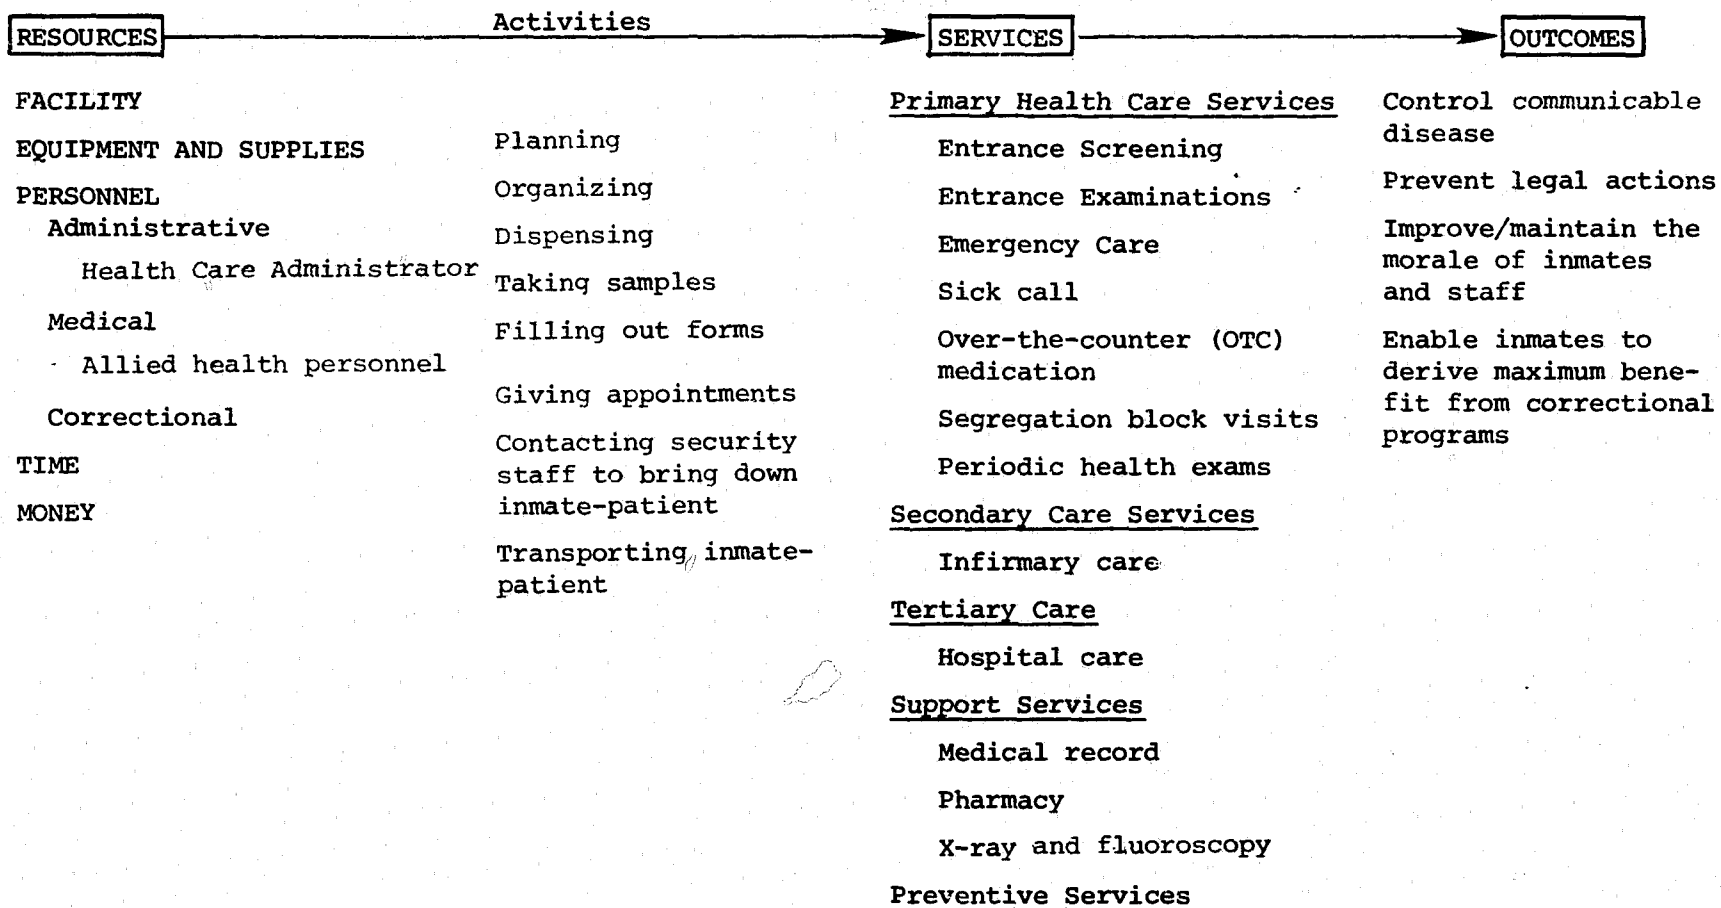 RESOURCES
Activities
SERVICES
OUTCOMES
FACILITY
EQUIPMENT AND SUPPLIES
PERSONNEL
Administrative
Health Care Administrator
Medical
Allied health personnel
Correctional
TIME
MONEY
Planning
Organizing
Dispensing
Taking samples
Filling out forms
Giving appointments
Contacting security
staff to bring down
inmate-patient
Transporting inmate-
patient
Primary Health Care Services
Entrance Screening
Entrance Examinations
Emergency Care
Sick call
Over-the-counter (OTC)
medication
Segregation block visits
Periodic health exams
Secondary Care Services
Infirmary care
Tertiary Care
Hospital care
Support Services
Medical record
Pharmacy
X-ray and fluoroscopy
Preventive Services
Control communicable
disease
Prevent legal actions
Improve/maintain the
morale of inmates
and staff
Enable inmates to
derive maximum bene-
fit from correctional
programs